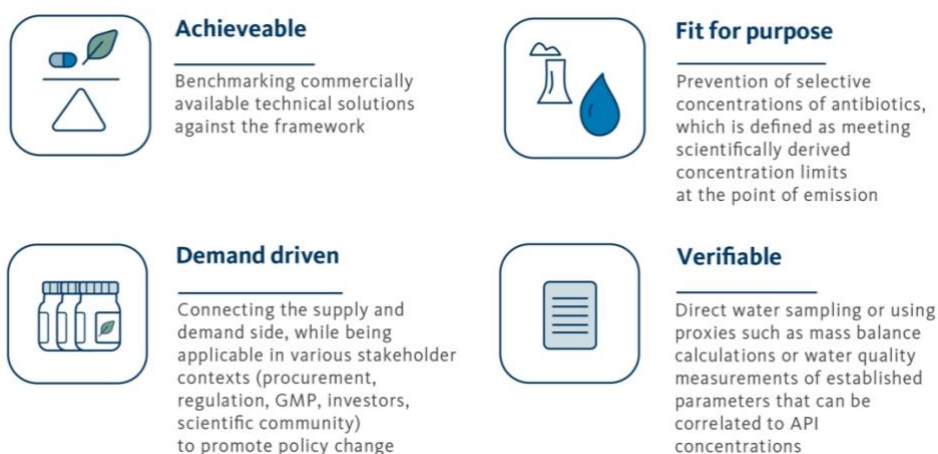 Achieveable
Benchmarking commercially
available technical solutions
against the framework
Fit for purpose
Prevention of selective
concentrations of antibiotics,
which is defined as meeting
scientifically derived
concentration limits
at the point of emission
Demand driven
Connecting the supply and
demand side, while being
applicable in various stakeholder
contexts (procurement,
regulation, GMP, investors,
scientific community)
to promote policy change
Verifiable
Direct water sampling or using
proxies such as mass balance
calculations or water quality
measurements of established
parameters that can be
correlated to API
concentrations